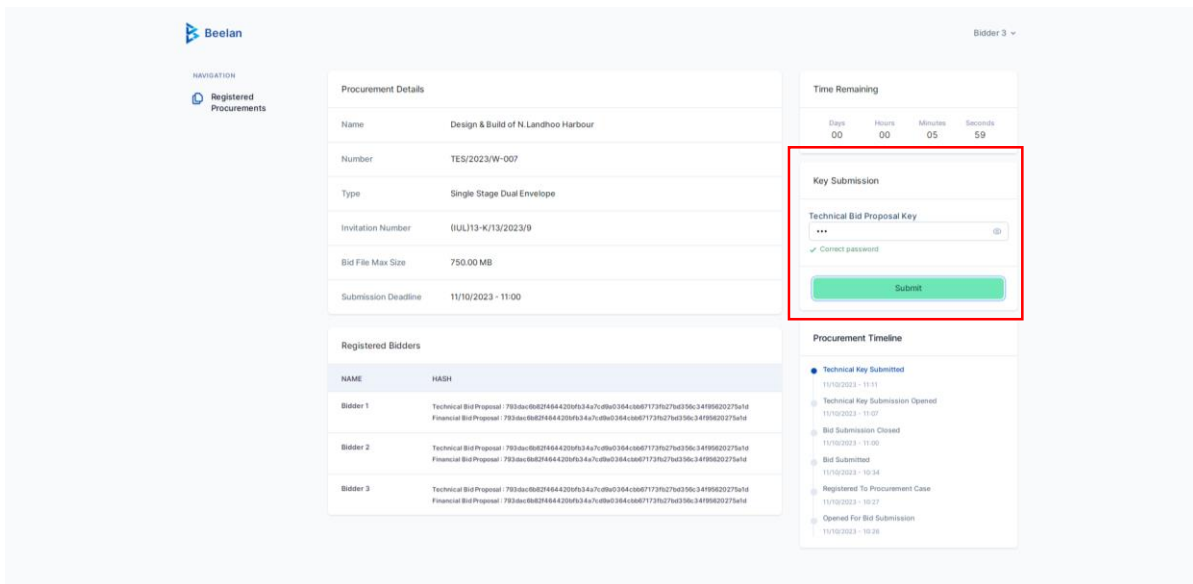 Beelan
Bidder 3
NAVIGATION
Registered
Procurements
Procurement Details
Name Design & Build of N.Landhoo Harbour
Number TES/2023/W-007
Type Single Stage Dual Envelope
Invitation Number (IUL)13-K/13/2023/9
Bid File Max Size 750.00 MB
Submission Deadline 11/10/2023 - 11:00
Registered Bidders
NAME HASH
Bidder 1 Technical Bid Proposal : 793dac6b82f464420bfb34a7cd9a0364cbb67173fb27bd356c34f95620275a1d
Financial Bid Proposal : 793dac6b82f464420bfb34a7cd9a0364cbb67173fb27bd356c34f95620275a1d
Bidder 2 Technical Bid Proposal : 793dac6b82f464420bfb34a7cd9a0364cbb67173fb27bd356c34f95620275a1d
Financial Bid Proposal : 793dac6b82f464420bfb34a7cd9a0364cbb67173fb27bd356c34f95620275a1d
Bidder 3 Technical Bid Proposal : 793dac6b82f464420bfb34a7cd9a0364cbb67173fb27bd356c34f95620275a1d
Financial Bid Proposal : 793dac6b82f464420bfb34a7cd9a0364cbb67173fb27bd356c34f95620275a1d
Time Remaining
Days Hours Minutes Seconds
00 00 05 59
Key Submission
Technical Bid Proposal Key
•••
Correct password
Submit
Procurement Timeline
Technical Key Submitted
11/10/2023 - 11:11
Technical Key Submission Opened
11/10/2023 - 11:07
Bid Submission Closed
11/10/2023 - 11:00
Bid Submitted
11/10/2023 - 10:34
Registered To Procurement Case
11/10/2023 - 10:27
Opened For Bid Submission
11/10/2023 - 10:26